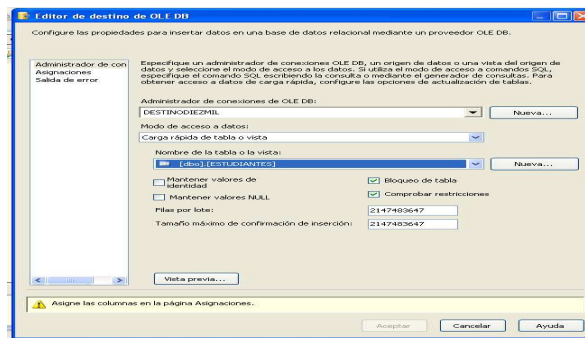 Editor de destino de OLE DB
Configure las propiedades para insertar datos en una base de datos relacional mediante un proveedor OLE DB.
Administrador de con
Asignaciones
Salida de error
Especifique un administrador de conexiones OLE DB, un origen de datos o una vista del origen de
datos y seleccione el modo de acceso a los datos. Si utiliza el modo de acceso a comandos SQL,
especifique el comando SQL escribiendo la consulta o mediante el generador de consultas. Para
obtener acceso a datos de carga rápida, configure las opciones de actualización de tablas.
Administrador de conexiones de OLE DB:
DESTINODIEZMIL
Nueva...
Modo de acceso a datos:
Carga rápida de tabla o vista
Nombre de la tabla o la vista:
[dbo].[ESTUDIANTES]
Nueva...
Mantener valores de
identidad
Bloqueo de tabla
Mantener valores NULL
Comprobar restricciones
Filas por lote:
2147483647
Tamaño máximo de confirmación de inserción:
2147483647
Vista previa...
Asigne las columnas en la página Asignaciones.
Aceptar
Cancelar
Ayuda